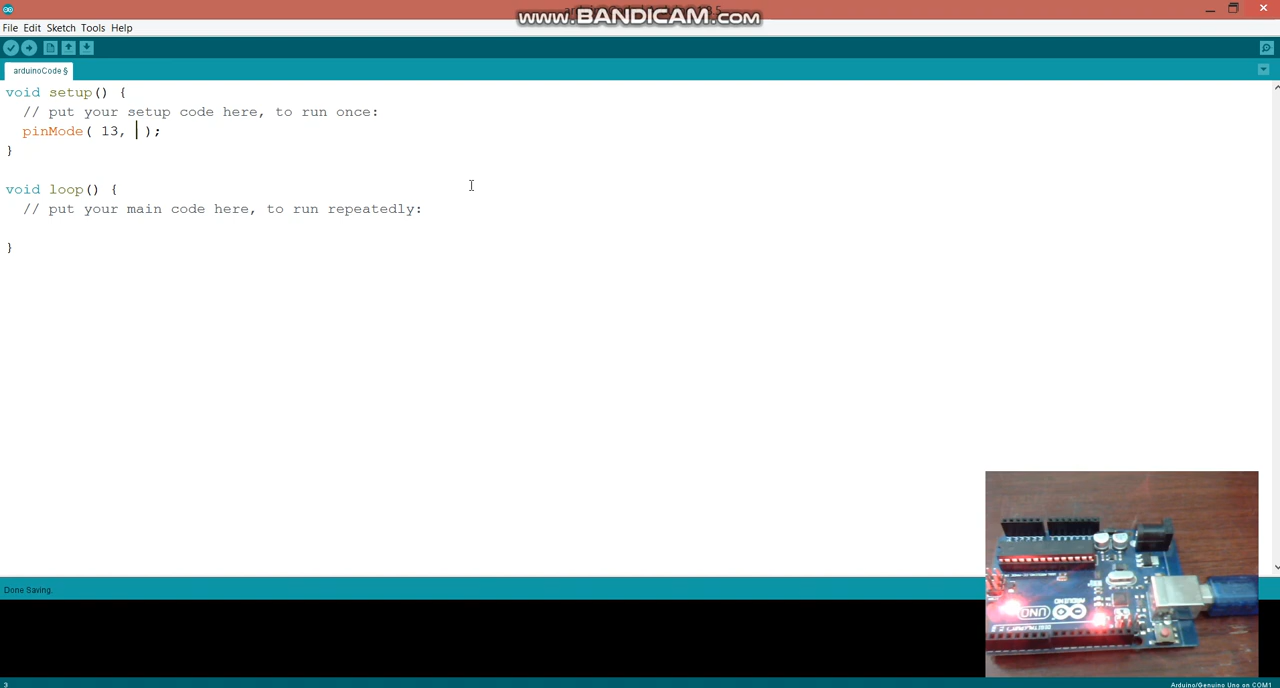 www.BANDICAM.com
File Edit Sketch Tools Help
arduinoCode §
void setup() {
// put your setup code here, to run once:
pinMode( 13, );
}
void loop() {
// put your main code here, to run repeatedly:
}
Done Saving.
UNO
ARDUINO
3
Arduino/Genuino Uno on COM1